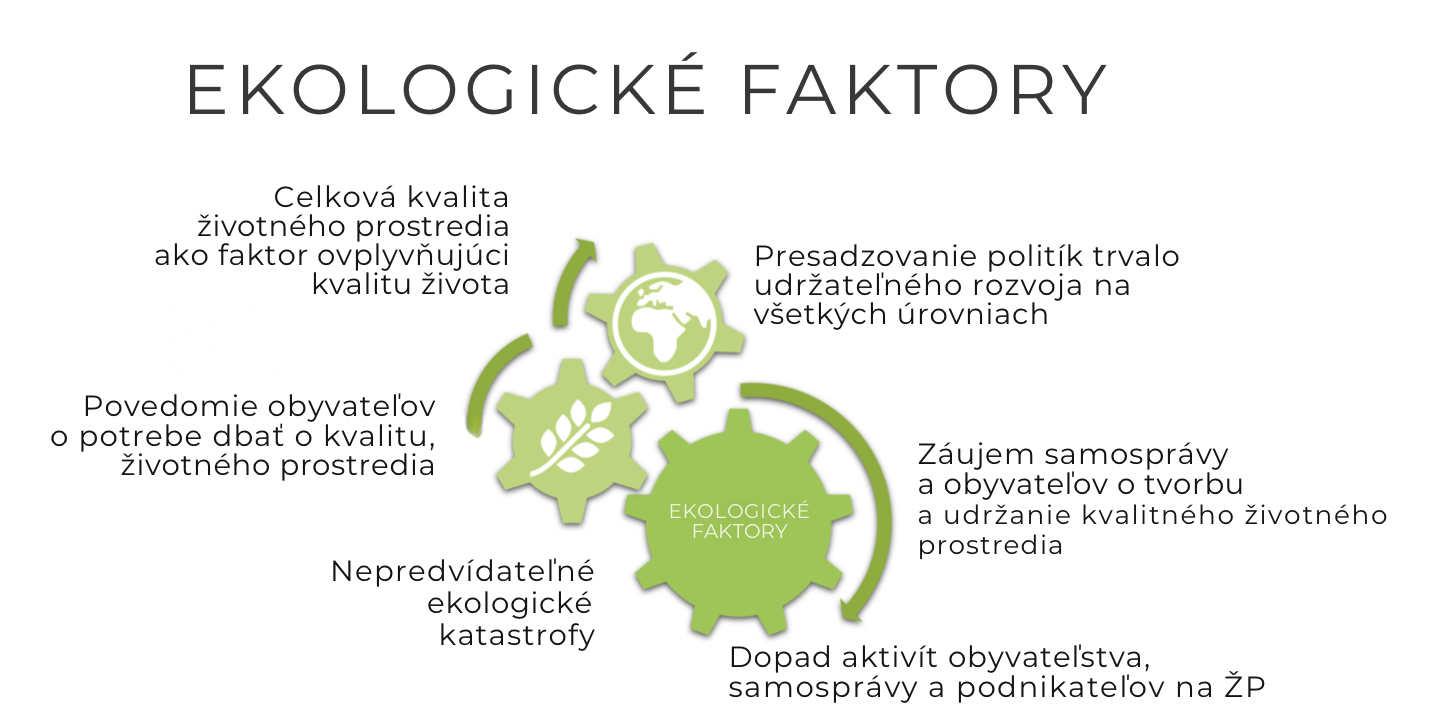 EKOLOGICKÉ FAKTORY
Celková kvalita
životného prostredia
ako faktor ovplyvňujúci
kvalitu života
Presadzovanie politík trvalo
udržateľného rozvoja na
všetkých úrovniach
Povedomie obyvateľov
o potrebe dbať o kvalitu,
životného prostredia
Záujem samosprávy
a obyvateľov o tvorbu
a udržanie kvalitného životného
prostredia
EKOLOGICKÉ
FAKTORY
Nepredvídateľné
ekologické
katastrofy
Dopad aktivít obyvateľstva,
samosprávy a podnikateľov na ŽP